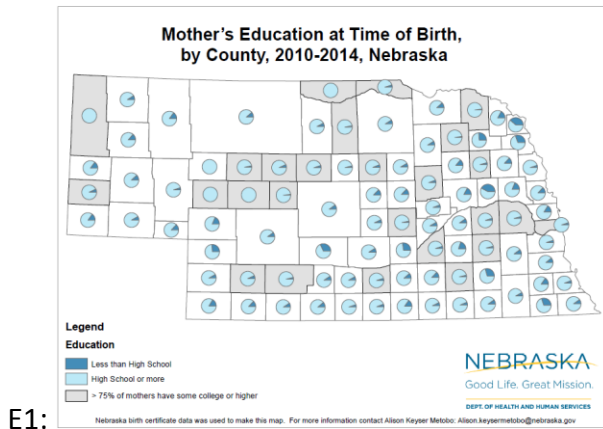 Mother's Education at Time of Birth,
by County, 2010-2014, Nebraska
Legend
Education
Less than High School
High School or more
> 75% of mothers have some college or higher
NEBRASKA
Good Life. Great Mission.
DEPT. OF HEALTH AND HUMAN SERVICES
E1:
Nebraska birth certificate data was used to make this map. For more information contact Alison Keyser Metobo: Alison.keysermetobo@nebraska.gov